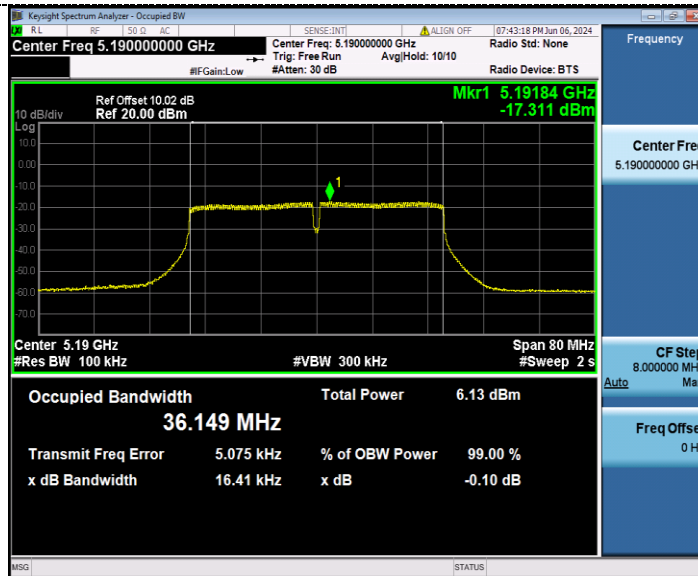 Keysight Spectrum Analyzer - Occupied BW
RL RF 50 Ω AC SENSE:INT ALIGN OFF 07:43:18 PM Jun 06, 2024
Center Freq 5.190000000 GHz
Center Freq: 5.190000000 GHz Radio Std: None
Trig: Free Run Avg|Hold: 10/10
#IFGain:Low #Atten: 30 dB Radio Device: BTS
Frequency
Mkr1 5.19184 GHz
-17.311 dBm
Ref Offset 10.02 dB
10 dB/div Ref 20.00 dBm
Log
10.0
0.00
-10.0
1
-20.0
-30.0
-40.0
-50.0
-60.0
-70.0
Center Fre
5.190000000 GH
Center 5.19 GHz Span 80 MHz
#Res BW 100 kHz #VBW 300 kHz #Sweep 2 s
CF Step
8.000000 MH
Auto Ma
Occupied Bandwidth Total Power 6.13 dBm
36.149 MHz
Transmit Freq Error 5.075 kHz % of OBW Power 99.00 %
x dB Bandwidth 16.41 kHz x dB -0.10 dB
Freq Offse
0 H
MSG STATUS